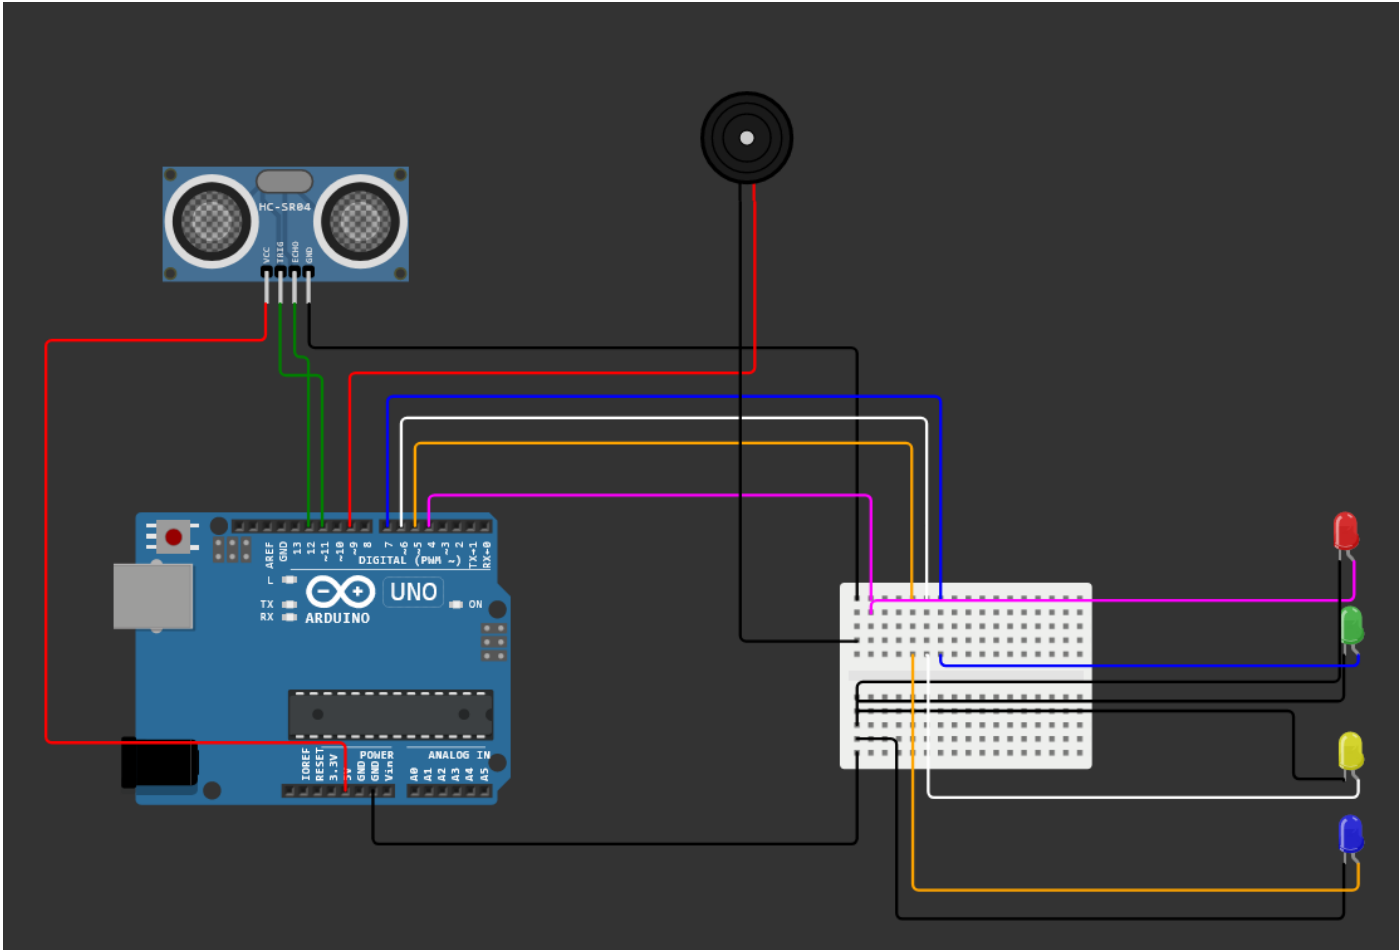 HC-SR04
VCC
TRIG
ECHO
GND
AREF
GND
13
12
~11
~10
~9
8
7
~6
~5
4
~3
2
TX→1
RX←0
DIGITAL (PWM ~)
L
TX
RX
UNO
ON
ARDUINO
IOREF
RESET
3.3V
5V
GND
GND
Vin
POWER
ANALOG IN
A0
A1
A2
A3
A4
A5